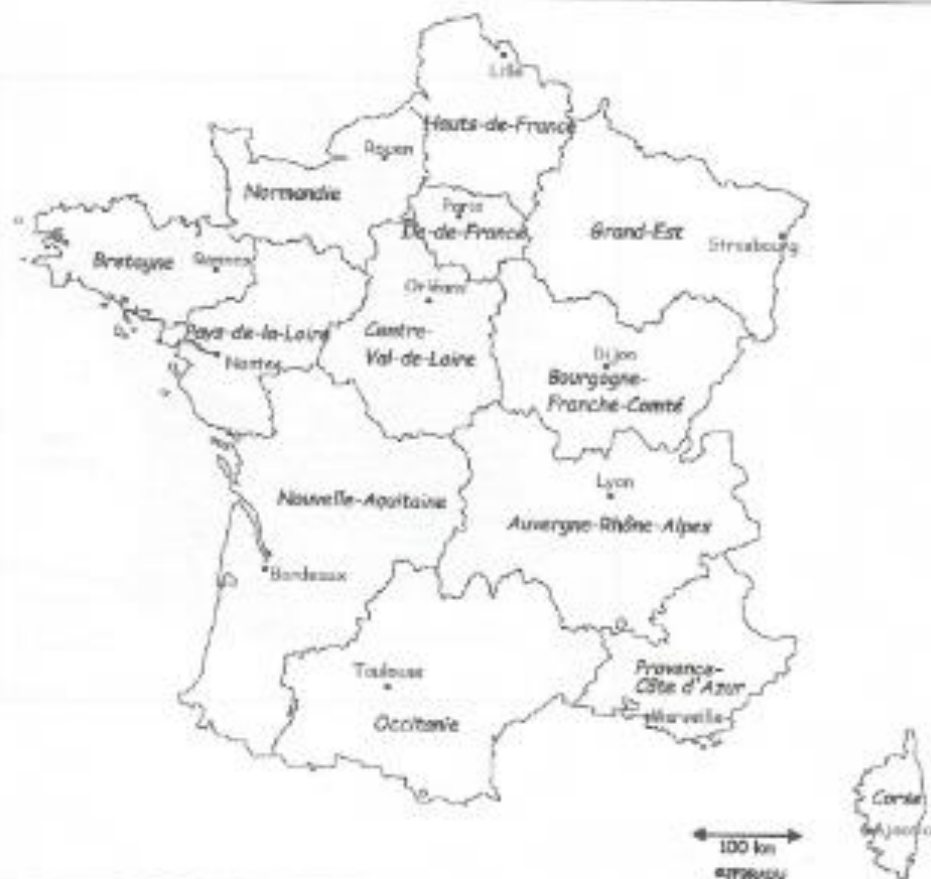 Lille
Hauts-de-France
Rouen
Normandie
Paris
Île-de-France
Grand-Est
Strasbourg
Bretagne
Rennes
Orléans
Pays-de-la-Loire
Nantes
Centre-
Val-de-Loire
Dijon
Bourgogne-
Franche-Comté
Lyon
Nouvelle-Aquitaine
Auvergne-Rhône-Alpes
Bordeaux
Toulouse
Provence-
Côte d'Azur
Marseille
Occitanie
Corse
Ajaccio
100 km